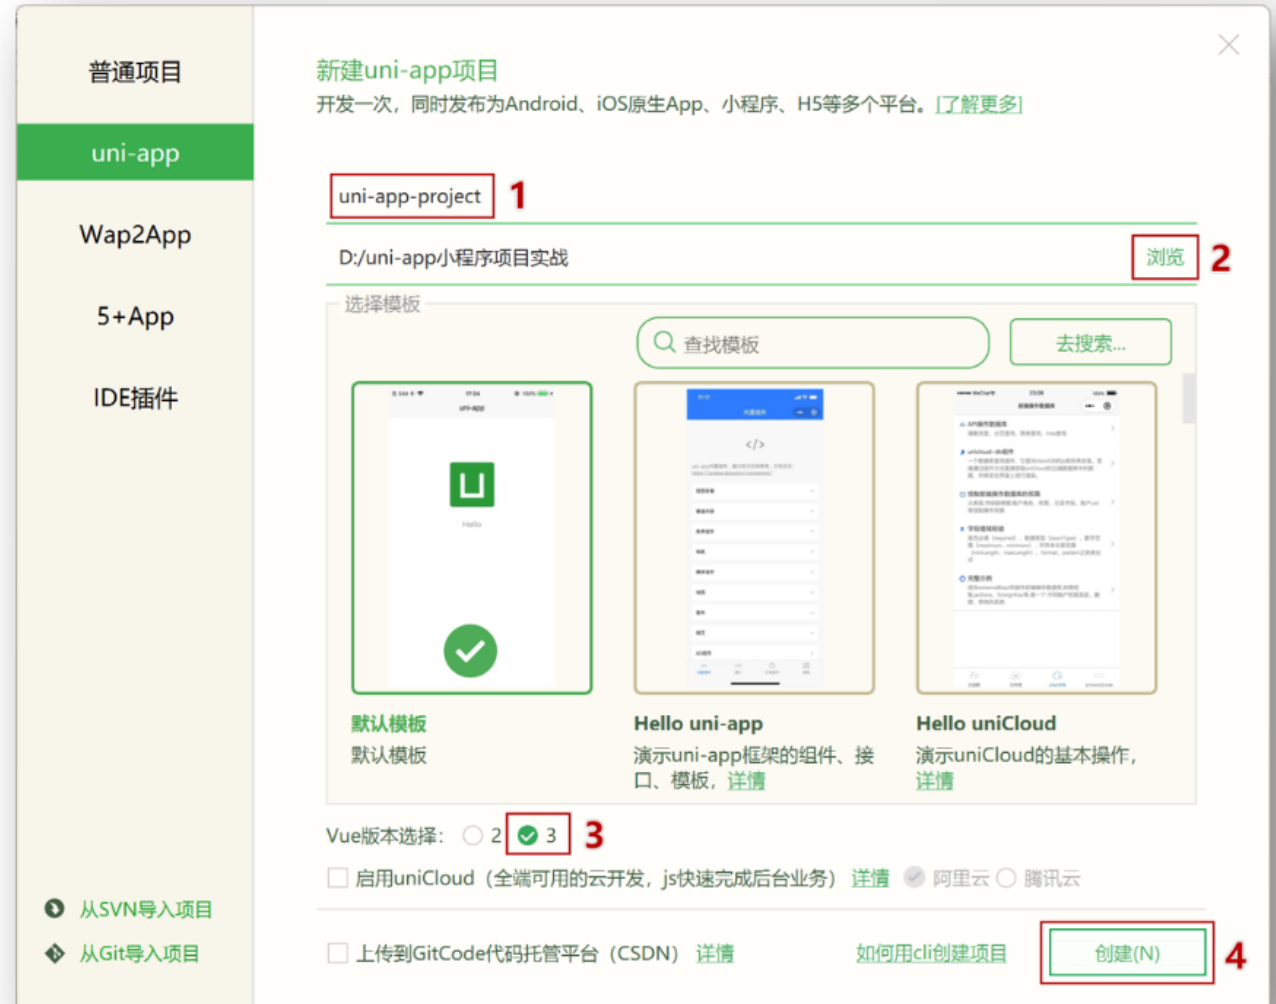 普通项目
uni-app
Wap2App
5+App
IDE插件
从SVN导入项目
从Git导入项目
新建uni-app项目
开发一次，同时发布为Android、iOS原生App、小程序、H5等多个平台。[了解更多]
uni-app-project 1
D:/uni-app小程序项目实战 浏览 2
选择模板
查找模板 去搜索...
17:54
uni-app
Hello
内置组件
</>
默认模板
默认模板
Hello uni-app
演示uni-app框架的组件、接
口、模板，详情
Hello uniCloud
演示uniCloud的基本操作，
详情
Vue版本选择： 2 3 3
启用uniCloud（全端可用的云开发，js快速完成后台业务） 详情 阿里云 腾讯云
上传到GitCode代码托管平台（CSDN） 详情 如何用cli创建项目 创建(N) 4